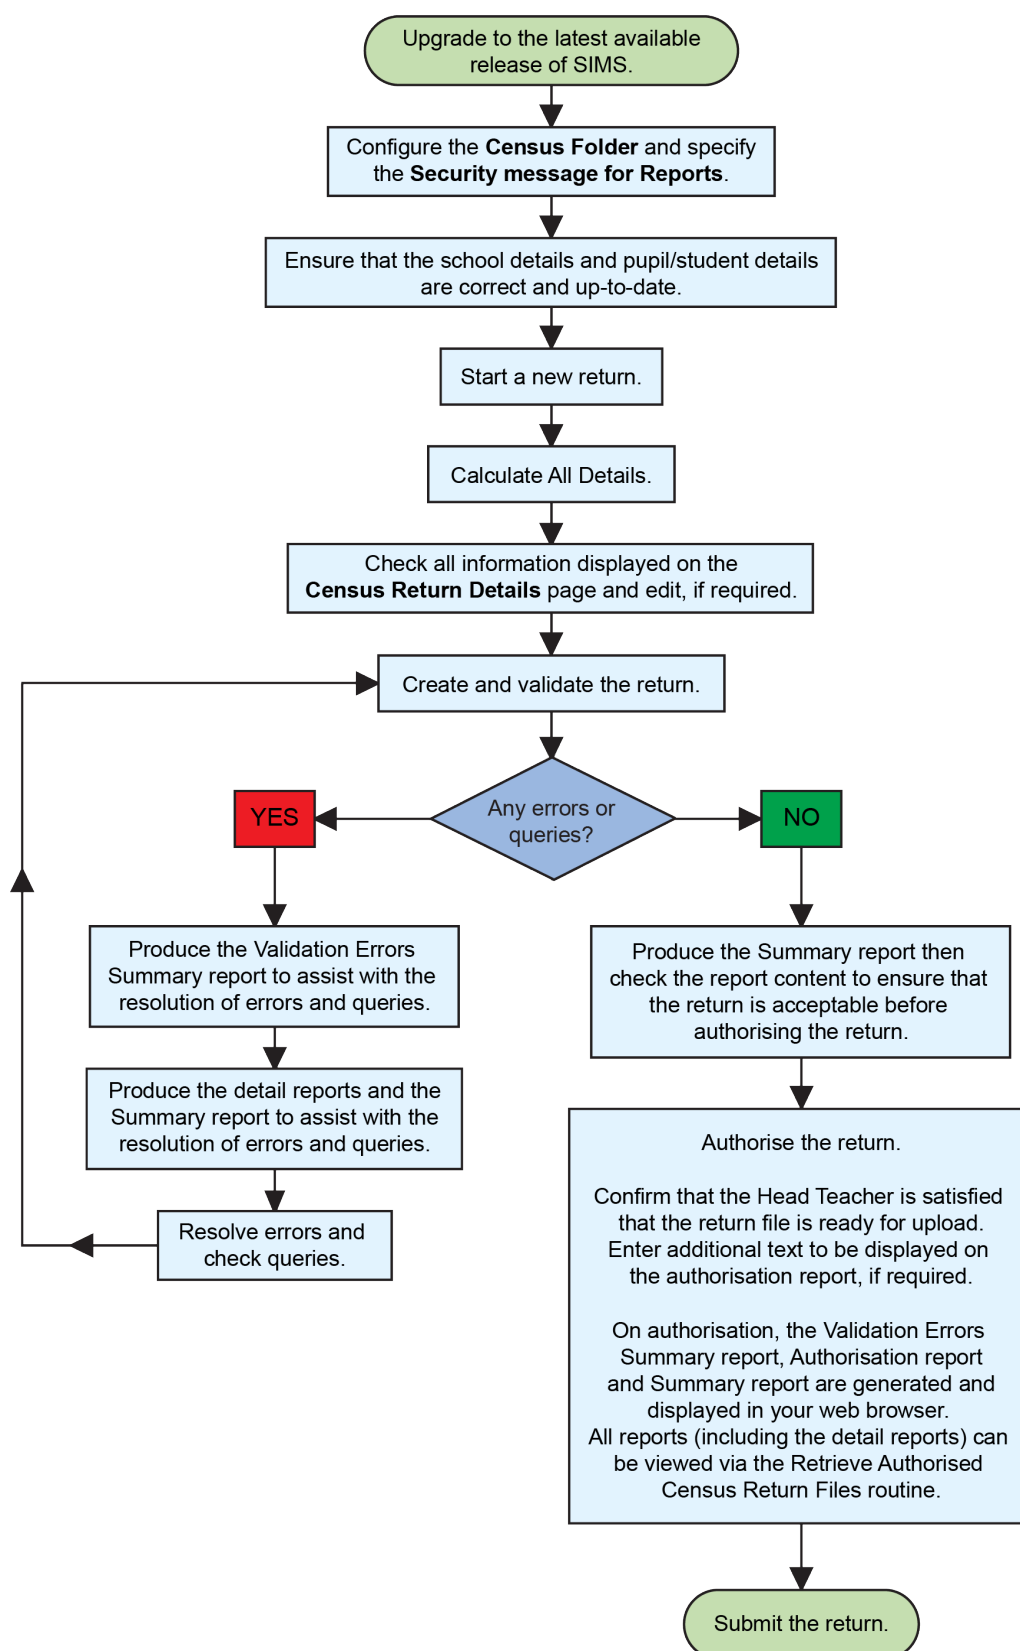 Upgrade to the latest available
release of SIMS.
Configure the Census Folder and specify
the Security message for Reports.
Ensure that the school details and pupil/student details
are correct and up-to-date.
Start a new return.
Calculate All Details.
Check all information displayed on the
Census Return Details page and edit, if required.
Create and validate the return.
Any errors or
queries?
YES
NO
Produce the Validation Errors
Summary report to assist with the
resolution of errors and queries.
Produce the detail reports and the
Summary report to assist with the
resolution of errors and queries.
Resolve errors and
check queries.
Produce the Summary report then
check the report content to ensure that
the return is acceptable before
authorising the return.
Authorise the return.
Confirm that the Head Teacher is satisfied
that the return file is ready for upload.
Enter additional text to be displayed on
the authorisation report, if required.
On authorisation, the Validation Errors
Summary report, Authorisation report
and Summary report are generated and
displayed in your web browser.
All reports (including the detail reports) can
be viewed via the Retrieve Authorised
Census Return Files routine.
Submit the return.